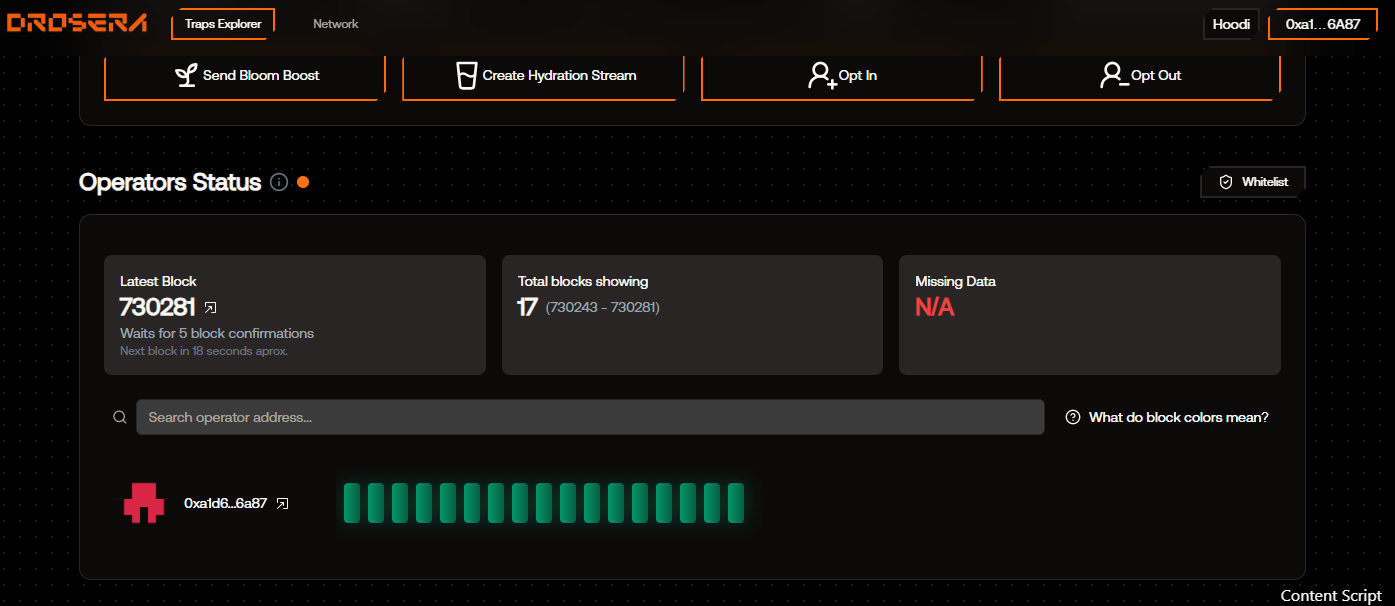 DROSERA
Traps Explorer
Network
Hoodi
0xa1...6A87
Send Bloom Boost
Create Hydration Stream
Opt In
Opt Out
Operators Status
Whitelist
Latest Block
730281
Waits for 5 block confirmations
Next block in 18 seconds aprox.
Total blocks showing
17 (730243 - 730281)
Missing Data
N/A
Search operator address...
What do block colors mean?
0xa1d6...6a87
Content Script